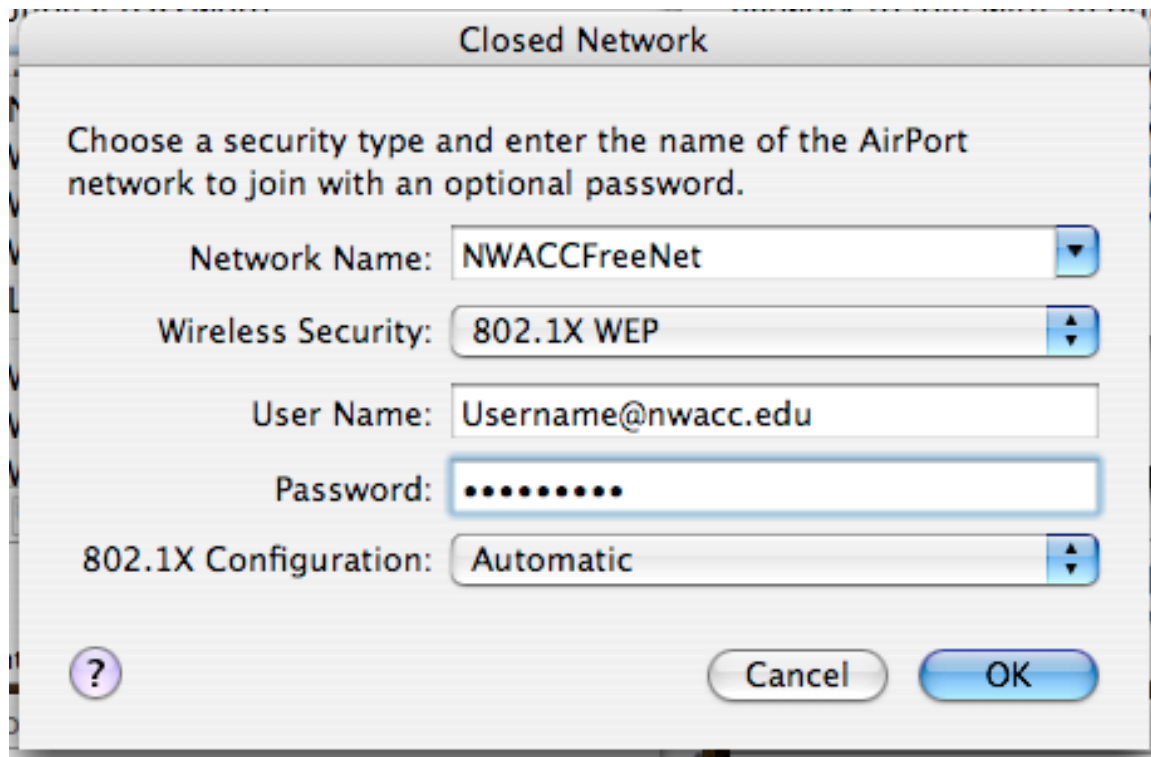 Closed Network
Choose a security type and enter the name of the AirPort
network to join with an optional password.
Network Name: NWACCFreeNet
Wireless Security: 802.1X WEP
User Name: Username@nwacc.edu
Password: •••••••••
802.1X Configuration: Automatic
? Cancel OK